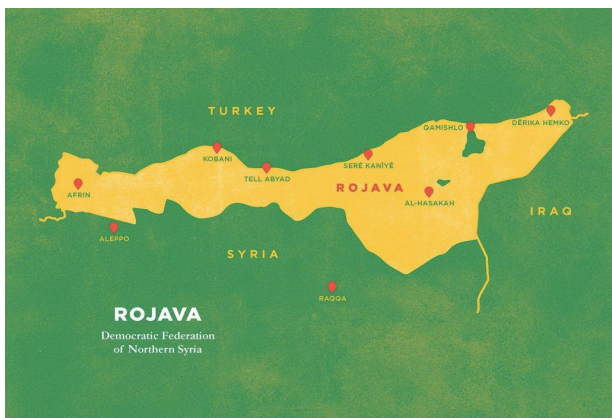 TURKEY
DÊRIKA HEMKO
QAMISHLO
KOBANI
SERÊ KANÎYÊ
TELL ABYAD
ROJAVA
AFRIN
AL-HASAKAH
IRAQ
ALEPPO
SYRIA
RAQQA
ROJAVA
Democratic Federation
of Northern Syria